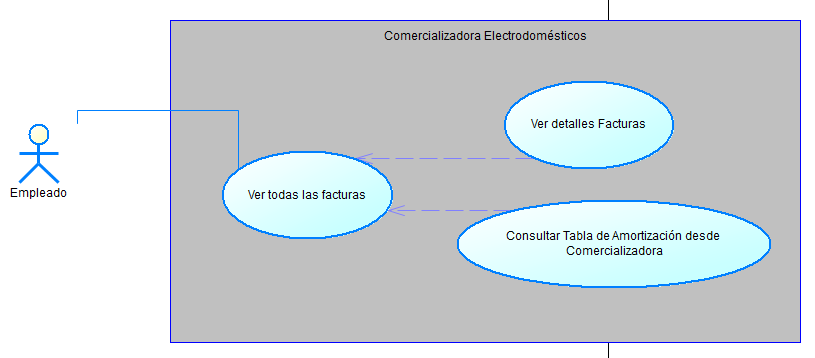 Comercializadora Electrodomésticos
Ver detalles Facturas
Empleado
Ver todas las facturas
Consultar Tabla de Amortización desde
Comercializadora